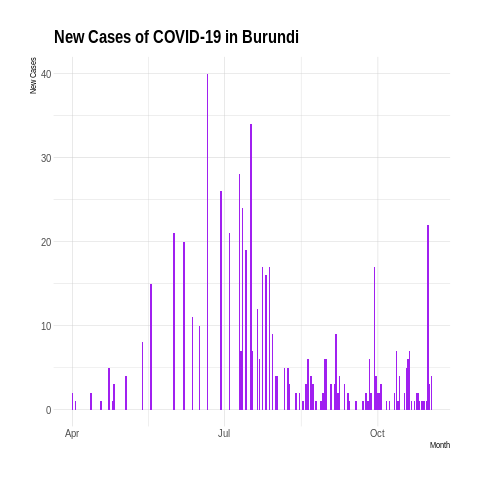 New Cases of COVID-19 in Burundi
New Cases
40
30
20
10
0
Apr
Jul
Oct
Month